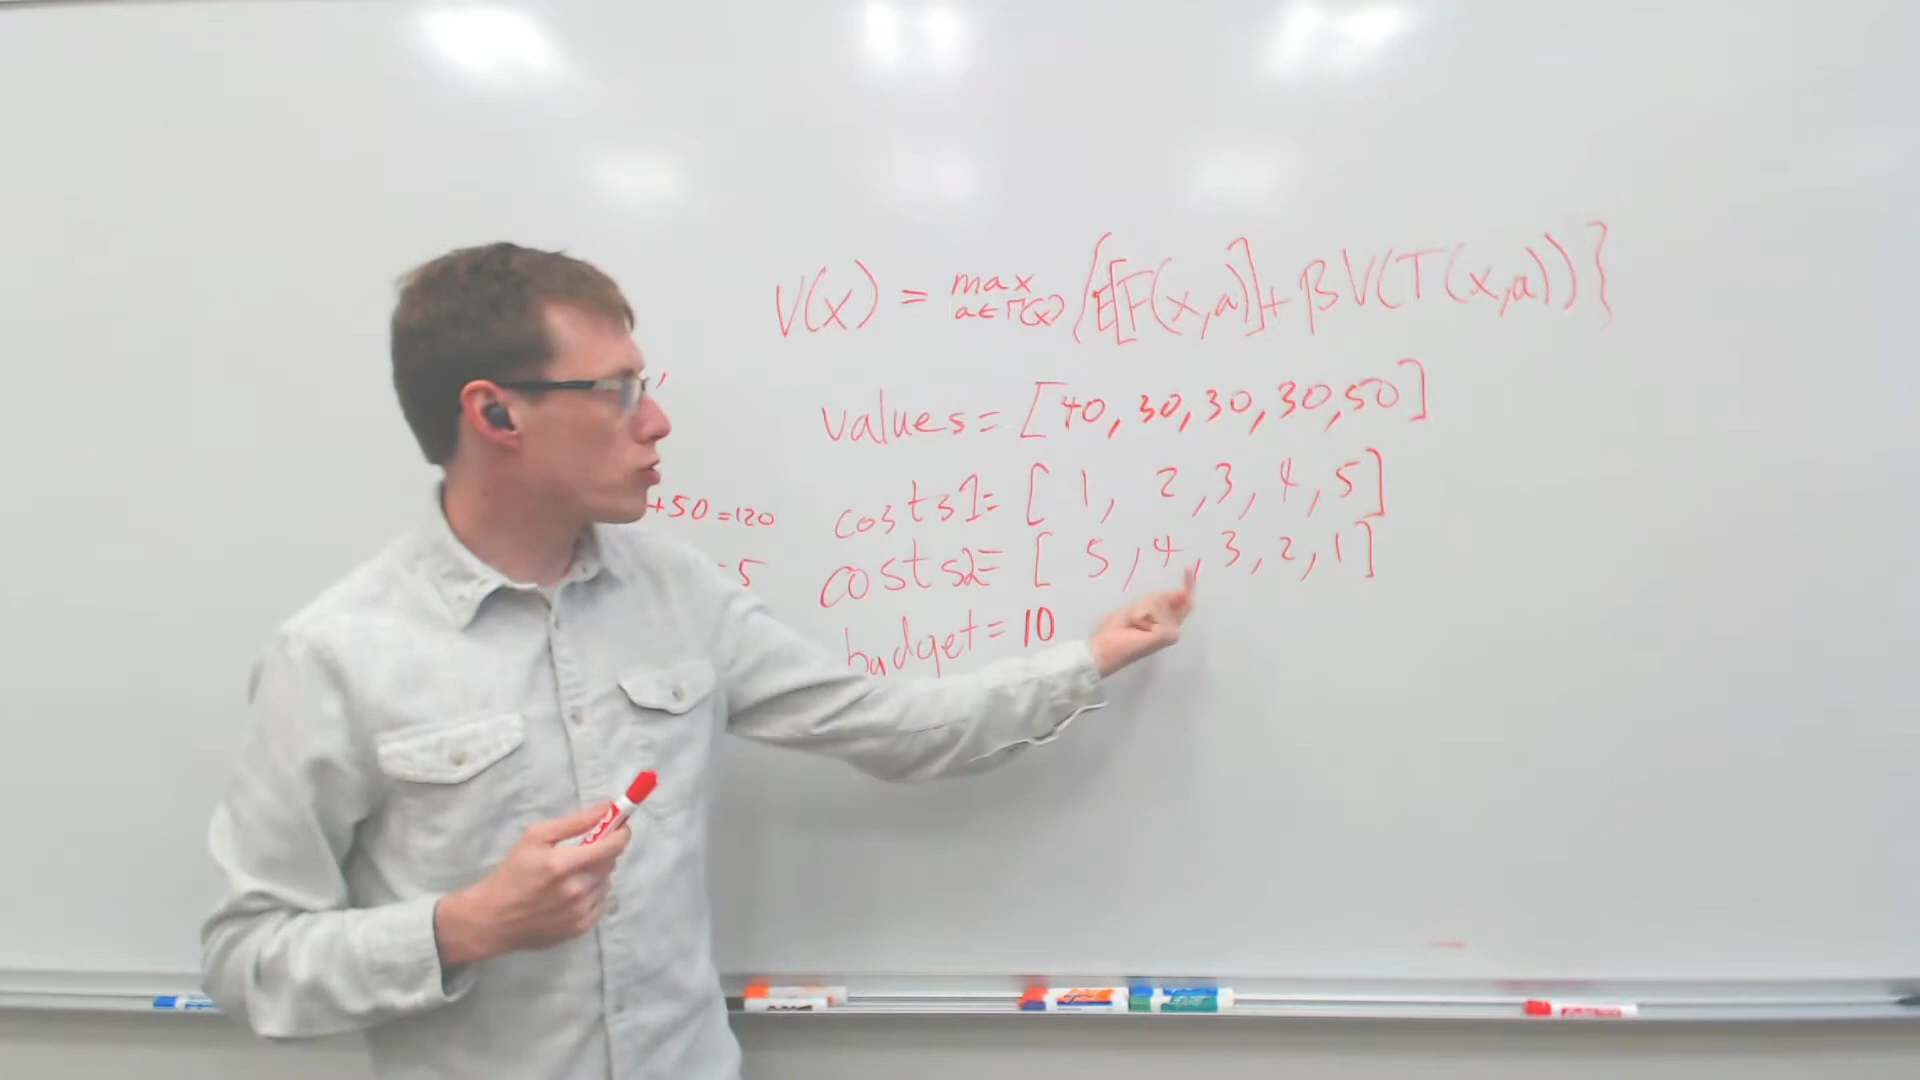 V(x) = max a∈Γ(x) {E[F(x,a)] + βV(T(x,a))}
values = [40, 30, 30, 30, 50]
costs1 = [1, 2, 3, 4, 5]
+50=120
costs2 = [5, 4, 3, 2, 1]
-5
budget = 10